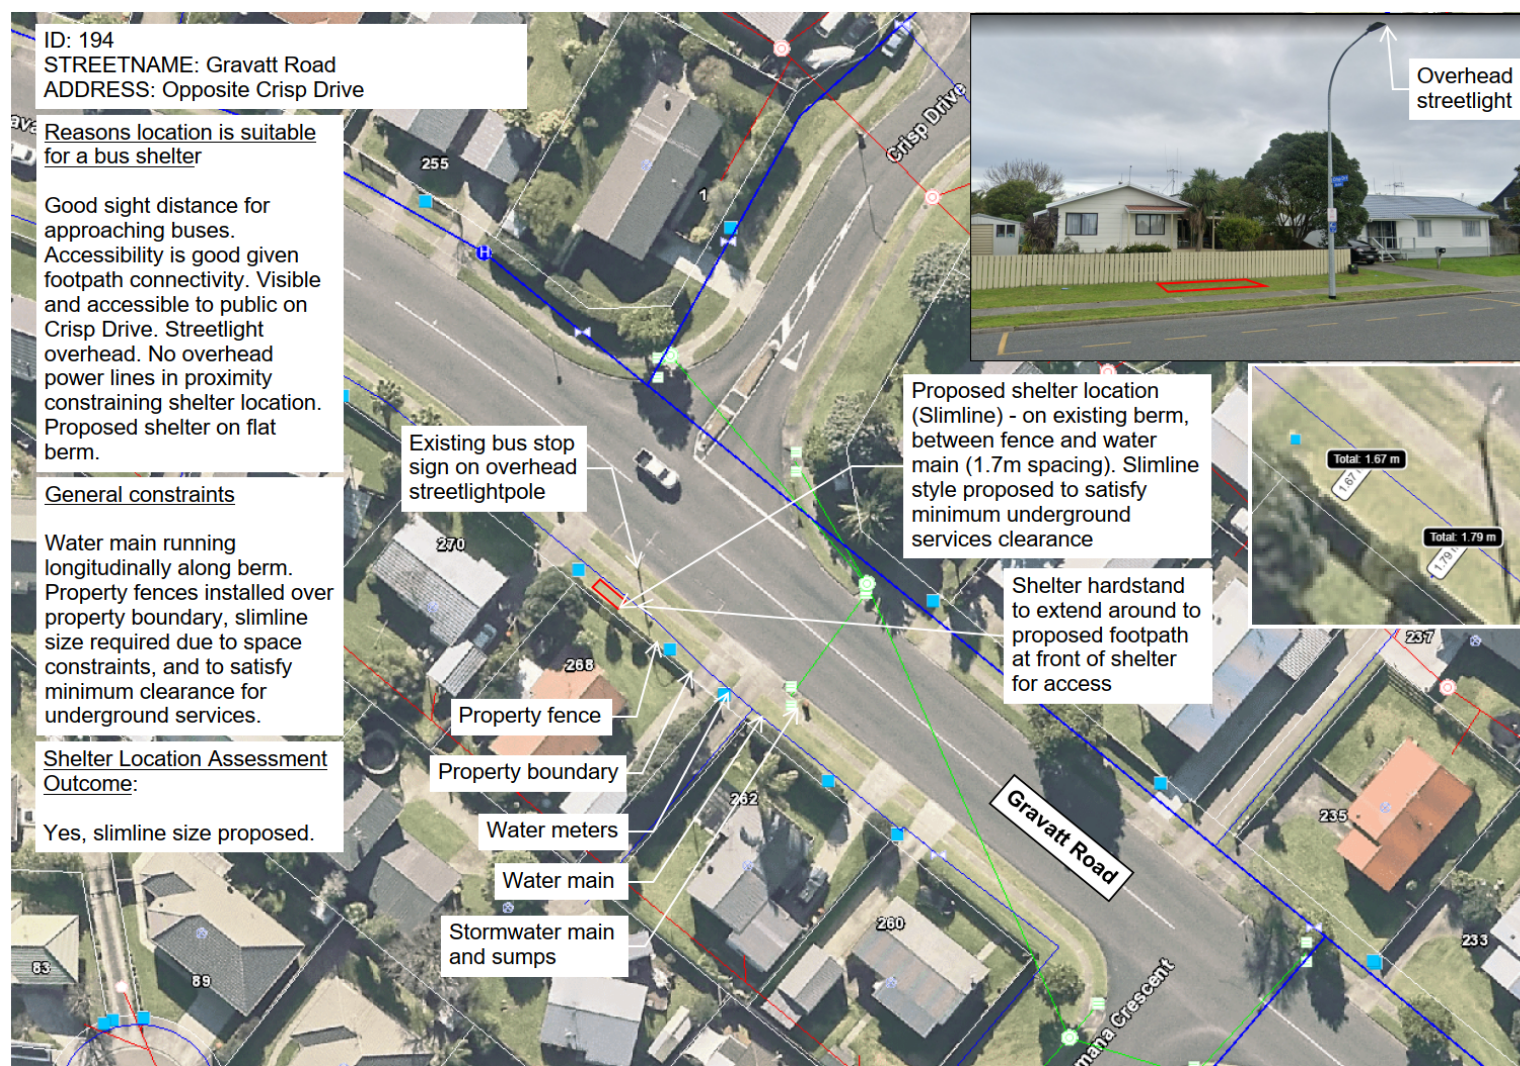 ID: 194
STREETNAME: Gravatt Road
ADDRESS: Opposite Crisp Drive
Reasons location is suitable
for a bus shelter
Good sight distance for
approaching buses.
Accessibility is good given
footpath connectivity. Visible
and accessible to public on
Crisp Drive. Streetlight
overhead. No overhead
power lines in proximity
constraining shelter location.
Proposed shelter on flat
berm.
General constraints
Water main running
longitudinally along berm.
Property fences installed over
property boundary, slimline
size required due to space
constraints, and to satisfy
minimum clearance for
underground services.
Shelter Location Assessment
Outcome:
Yes, slimline size proposed.
255
1
Crisp Drive
Overhead
streetlight
Existing bus stop
sign on overhead
streetlightpole
Proposed shelter location
(Slimline) - on existing berm,
between fence and water
main (1.7m spacing). Slimline
style proposed to satisfy
minimum underground
services clearance
Total: 1.67 m
1.67
Total: 1.79 m
1.79
Shelter hardstand
to extend around to
proposed footpath
at front of shelter
for access
270
268
237
Property fence
Property boundary
Water meters
Water main
Stormwater main
and sumps
262
260
Gravatt Road
235
233
83
89
mana Crescent
H